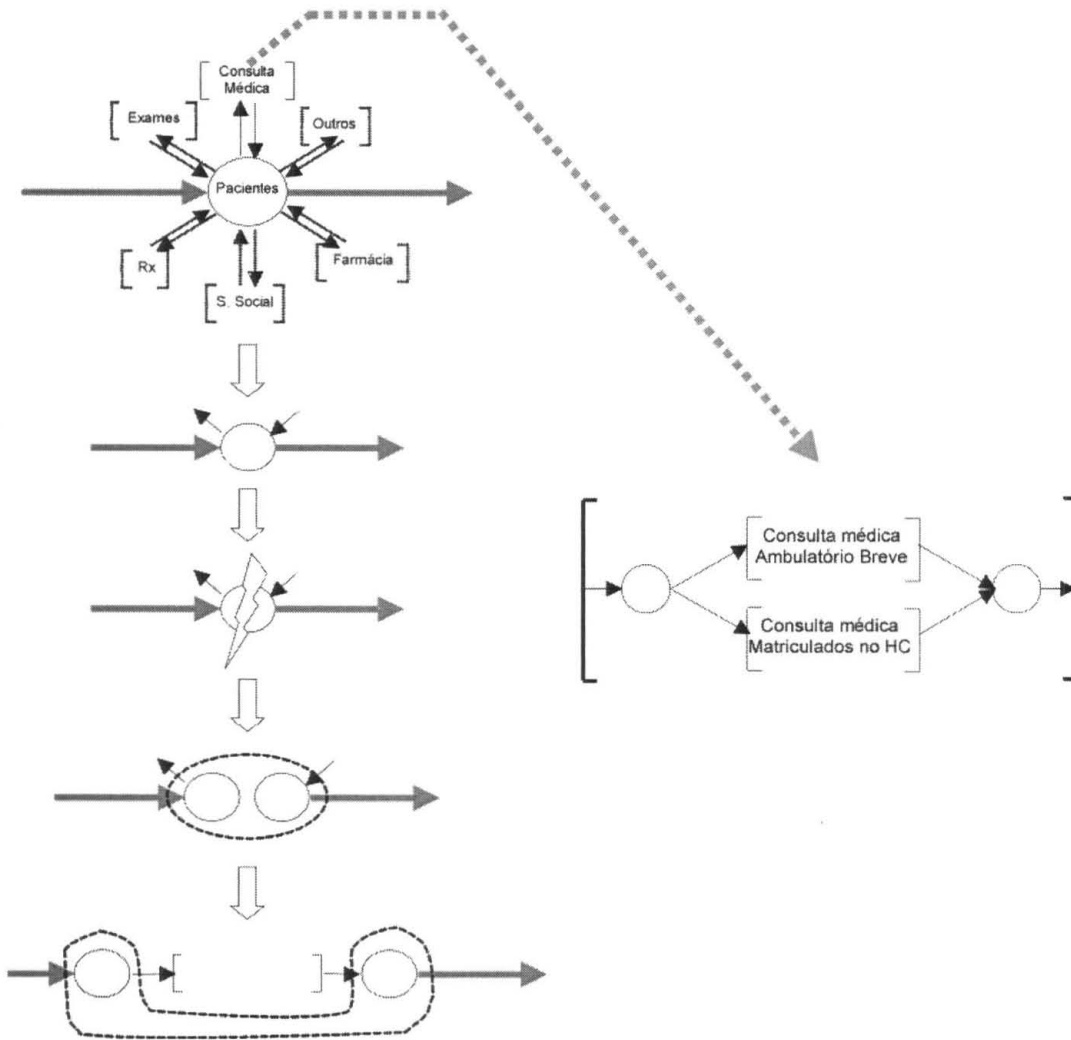 Consulta
Médica
Exames
Outros
Pacientes
Rx
Farmácia
S. Social
Consulta médica
Ambulatório Breve
Consulta médica
Matriculados no HC